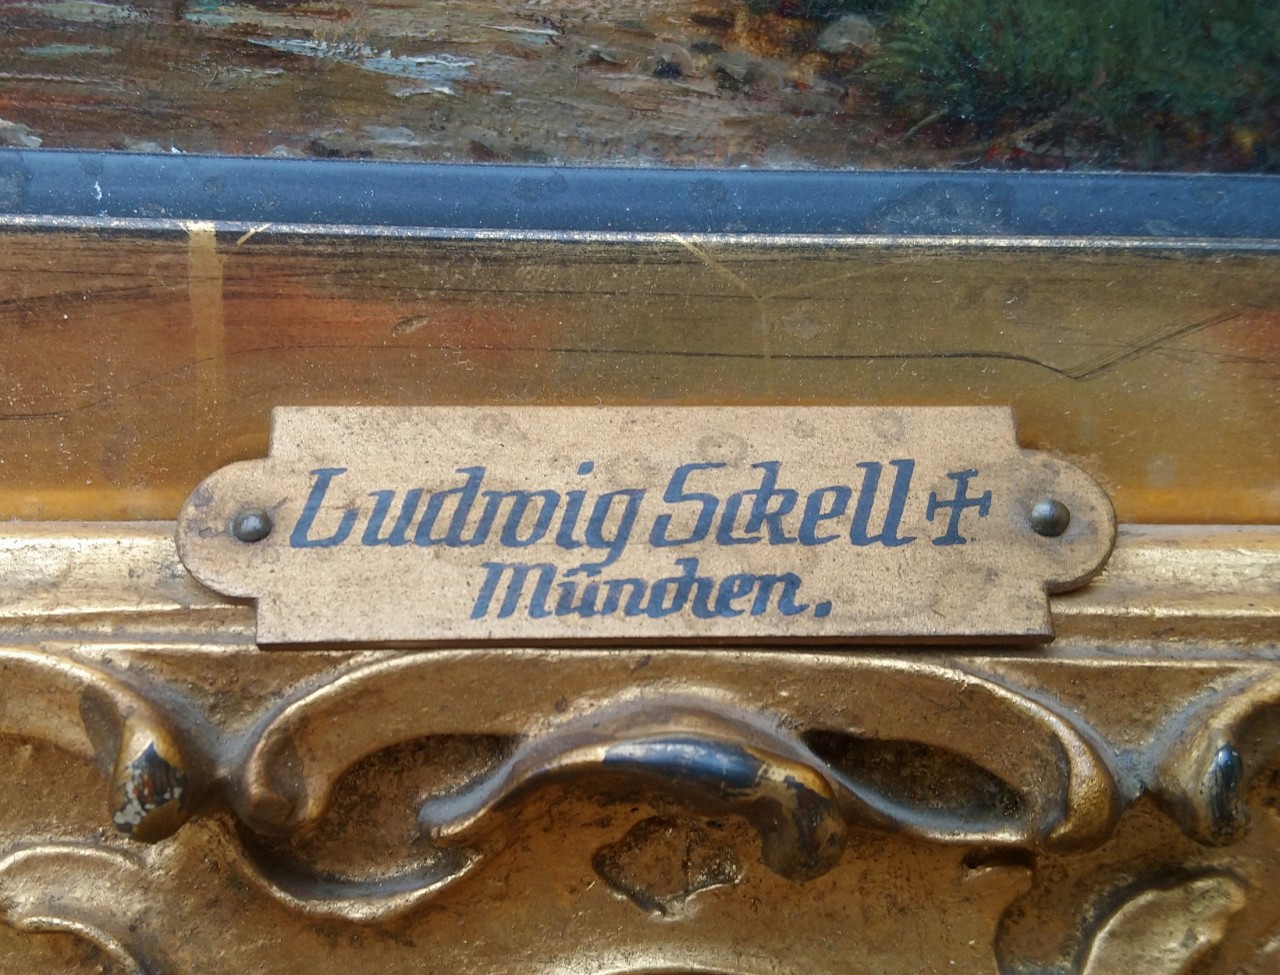 Ludwig Sckell ✝
München.